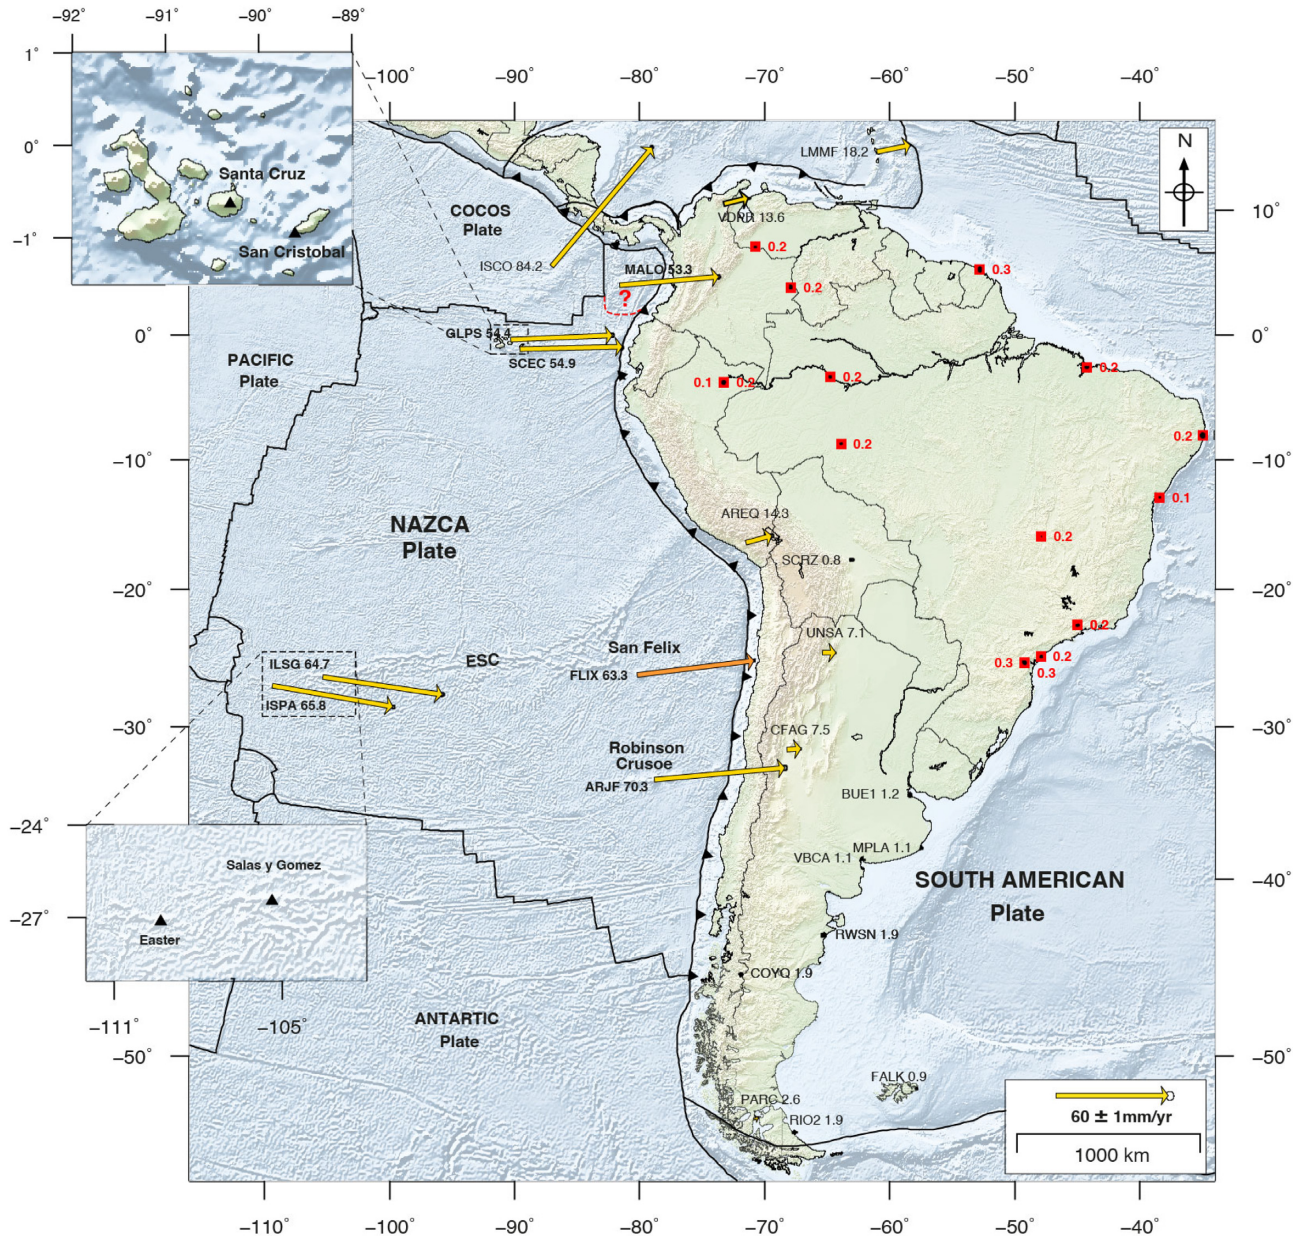 −92 −91 −90 −89°
−100° −90° −80° −70° −60° −50° −40°
1°
0°
−1°
Santa Cruz
San Cristobal
N
LMMF 18.2
COCOS
Plate
VDPR 13.6
10°
10°
ISCO 84.2
MALO 53.3
0.2
0.3
0.2
?
0°
GLPS 54.4
SCEC 54.9
0°
PACIFIC
Plate
0.1 0.2
0.2
0.2
0.2
0.2
−10°
−10°
0.1
NAZCA
Plate
AREQ 14.3
0.2
SCRZ 0.8
−20°
−20°
UNSA 7.1
0.2
San Felix
ESC
ILSG 64.7
FLIX 63.3
0.2
0.3
0.3
ISPA 65.8
−30°
−30°
CFAG 7.5
Robinson
Crusoe
ARJF 70.3
BUE1 1.2
−24°
MPLA 1.1
VBCA 1.1
Salas y Gomez
SOUTH AMERICAN
Plate
−40°
−27°
Easter
RWSN 1.9
COYQ 1.9
−111° −105°
ANTARTIC
Plate
−50°
−50°
FALK 0.9
PARC 2.6
RIO2 1.9
60 ± 1mm/yr
1000 km
−110° −100° −90° −80° −70° −60° −50° −40°